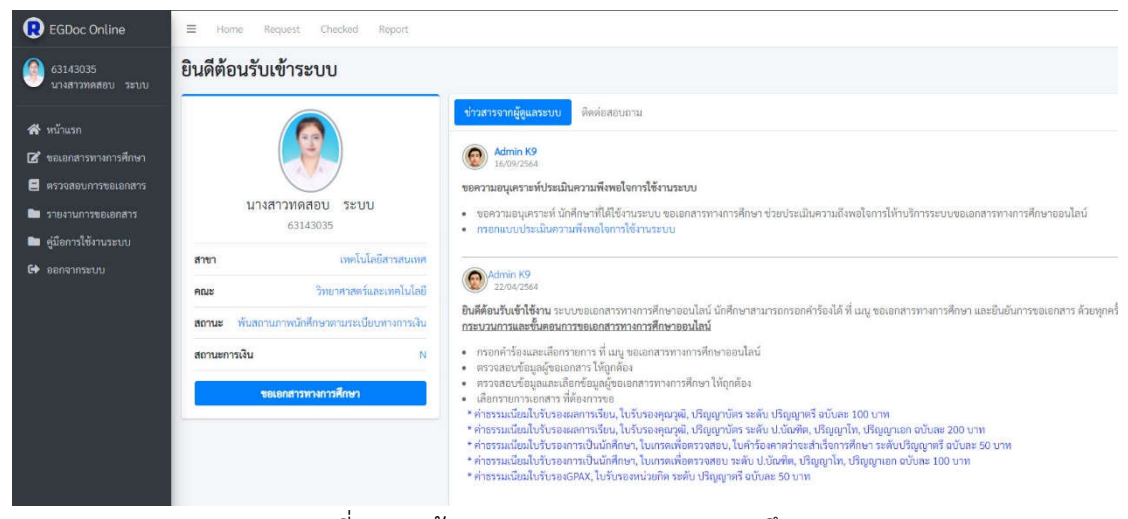 EGDoc Online
Home Request Checked Report
63143035
นางสาวทดสอบ ระบบ
หน้าแรก
ขอเอกสารทางการศึกษา
ตรวจสอบการขอเอกสาร
รายงานการขอเอกสาร
คู่มือการใช้งานระบบ
ออกจากระบบ
ยินดีต้อนรับเข้าระบบ
นางสาวทดสอบ ระบบ
63143035
สาขา เทคโนโลยีสารสนเทศ
คณะ วิทยาศาสตร์และเทคโนโลยี
สถานะ พ้นสถานภาพนักศึกษาตามระเบียบทางการเงิน
สถานะการเงิน N
ขอเอกสารทางการศึกษา
ข่าวสารจากผู้ดูแลระบบ ติดต่อสอบถาม
Admin K9
16/09/2564
ขอความอนุเคราะห์ประเมินความพึงพอใจการใช้งานระบบ
ขอความอนุเคราะห์ นักศึกษาที่ได้ใช้งานระบบ ขอเอกสารทางการศึกษา ช่วยประเมินความถึงพอใจการให้บริการระบบขอเอกสารทางการศึกษาออนไลน์
กรอกแบบประเมินความพึงพอใจการใช้งานระบบ
Admin K9
22/04/2564
ยินดีต้อนรับเข้าใช้งาน ระบบขอเอกสารทางการศึกษาออนไลน์ นักศึกษาสามารถกรอกคำร้องได้ ที่ เมนู ขอเอกสารทางการศึกษา และยืนยันการขอเอกสาร ด้วยทุกครั้
กระบวนการและขั้นตอนการขอเอกสารทางการศึกษาออนไลน์
กรอกคำร้องและเลือกรายการ ที่ เมนู ขอเอกสารทางการศึกษาออนไลน์
ตรวจสอบข้อมูลผู้ขอเอกสาร ให้ถูกต้อง
ตรวจสอบข้อมูลและเลือกข้อมูลผู้ขอเอกสารทางการศึกษา ให้ถูกต้อง
เลือกรายการเอกสาร ที่ต้องการขอ
* ค่าธรรมเนียมใบรับรองผลการเรียน, ใบรับรองคุณวุฒิ, ปริญญาบัตร ระดับ ปริญญาตรี ฉบับละ 100 บาท
* ค่าธรรมเนียมใบรับรองผลการเรียน, ใบรับรองคุณวุฒิ, ปริญญาบัตร ระดับ ป.บัณฑิต, ปริญญาโท, ปริญญาเอก ฉบับละ 200 บาท
* ค่าธรรมเนียมใบรับรองการเป็นนักศึกษา, ใบเกรดเพื่อตรวจสอบ, ใบคำร้องคาดว่าจะสำเร็จการศึกษา ระดับปริญญาตรี ฉบับละ 50 บาท
* ค่าธรรมเนียมใบรับรองการเป็นนักศึกษา, ใบเกรดเพื่อตรวจสอบ ระดับ ป.บัณฑิต, ปริญญาโท, ปริญญาเอก ฉบับละ 100 บาท
* ค่าธรรมเนียมใบรับรองGPAX, ใบรับรองหน่วยกิต ระดับ ปริญญาตรี ฉบับละ 50 บาท